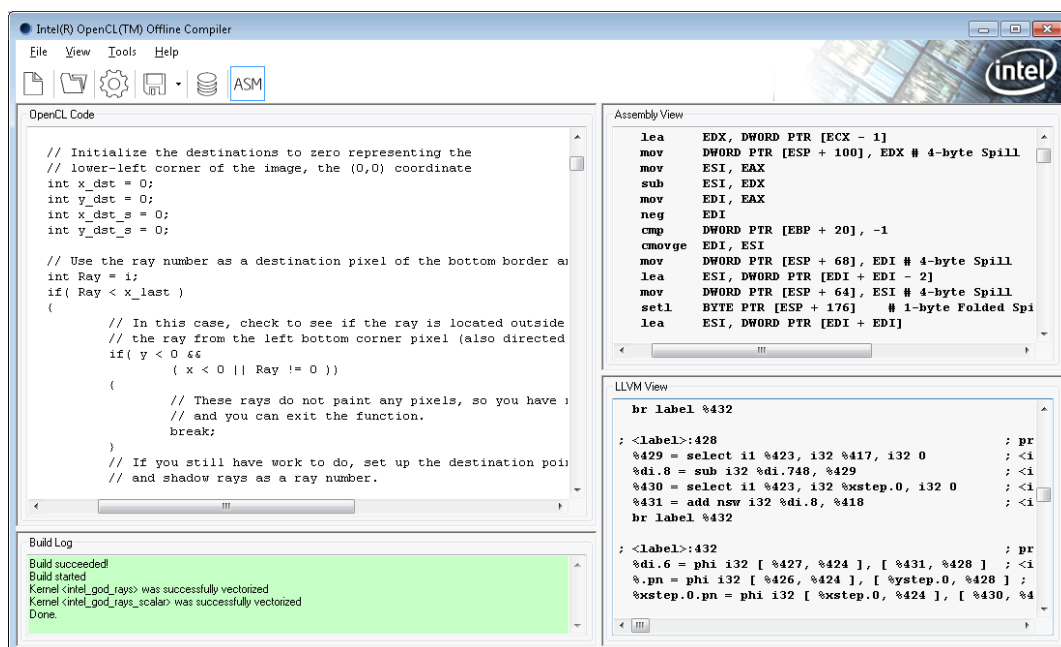 Intel(R) OpenCL(TM) Offline Compiler
File View Tools Help
ASM
intel
OpenCL Code
// Initialize the destinations to zero representing the
// lower-left corner of the image, the (0,0) coordinate
int x_dst = 0;
int y_dst = 0;
int x_dst_s = 0;
int y_dst_s = 0;
// Use the ray number as a destination pixel of the bottom border
int Ray = i;
if( Ray < x_last )
{
// In this case, check to see if the ray is located outside
// the ray from the left bottom corner pixel (also directed
if( y < 0 &&
( x < 0 || Ray != 0 ))
{
// These rays do not paint any pixels, so you have
// and you can exit the function.
break;
}
// If you still have work to do, set up the destination poi
// and shadow rays as a ray number.
Build Log
Build succeeded!
Build started
Kernel <intel_god_rays> was successfully vectorized
Kernel <intel_god_rays_scalar> was successfully vectorized
Done.
Assembly View
lea EDX, DWORD PTR [ECX - 1]
mov DWORD PTR [ESP + 100], EDX # 4-byte Spill
mov ESI, EAX
sub ESI, EDX
mov EDI, EAX
neg EDI
cmp DWORD PTR [EBP + 20], -1
cmovge EDI, ESI
mov DWORD PTR [ESP + 68], EDI # 4-byte Spill
lea ESI, DWORD PTR [EDI + EDI - 2]
mov DWORD PTR [ESP + 64], ESI # 4-byte Spill
setl BYTE PTR [ESP + 176] # 1-byte Folded Spi
lea ESI, DWORD PTR [EDI + EDI]
LLVM View
br label %432
; <label>:428 ; pr
%429 = select i1 %423, i32 %417, i32 0 ; <i
%di.8 = sub i32 %di.748, %429 ; <i
%430 = select i1 %423, i32 %xstep.0, i32 0 ; <i
%431 = add nsw i32 %di.8, %418 ; <i
br label %432
; <label>:432 ; pr
%di.6 = phi i32 [ %427, %424 ], [ %431, %428 ] ; <i
%.pn = phi i32 [ %426, %424 ], [ %ystep.0, %428 ] ;
%xstep.0.pn = phi i32 [ %xstep.0, %424 ], [ %430, %4